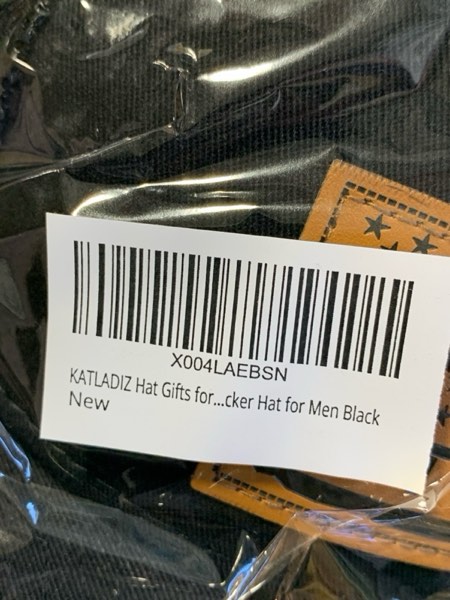 X004LAEBSN
KATLADIZ Hat Gifts for...cker Hat for Men Black
New